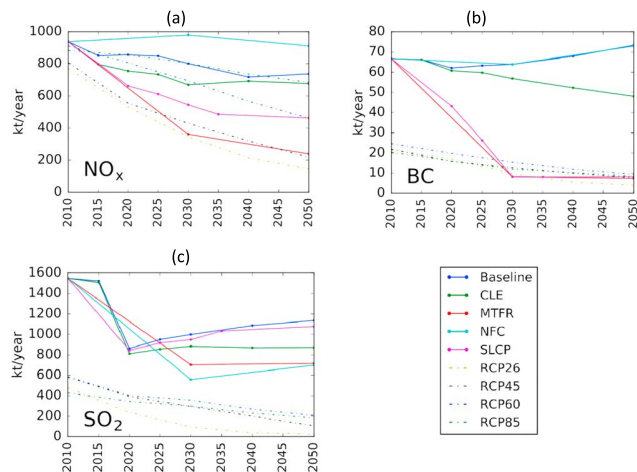 (a)
1000
800
600
400
200
0
kt/year
NOx
2010
2015
2020
2025
2030
2035
2040
2045
2050
(b)
80
70
60
50
40
30
20
10
0
kt/year
BC
2010
2015
2020
2025
2030
2035
2040
2045
2050
(c)
1600
1400
1200
1000
800
600
400
200
0
kt/year
SO2
2010
2015
2020
2025
2030
2035
2040
2045
2050
Baseline
CLE
MTFR
NFC
SLCP
RCP26
RCP45
RCP60
RCP85